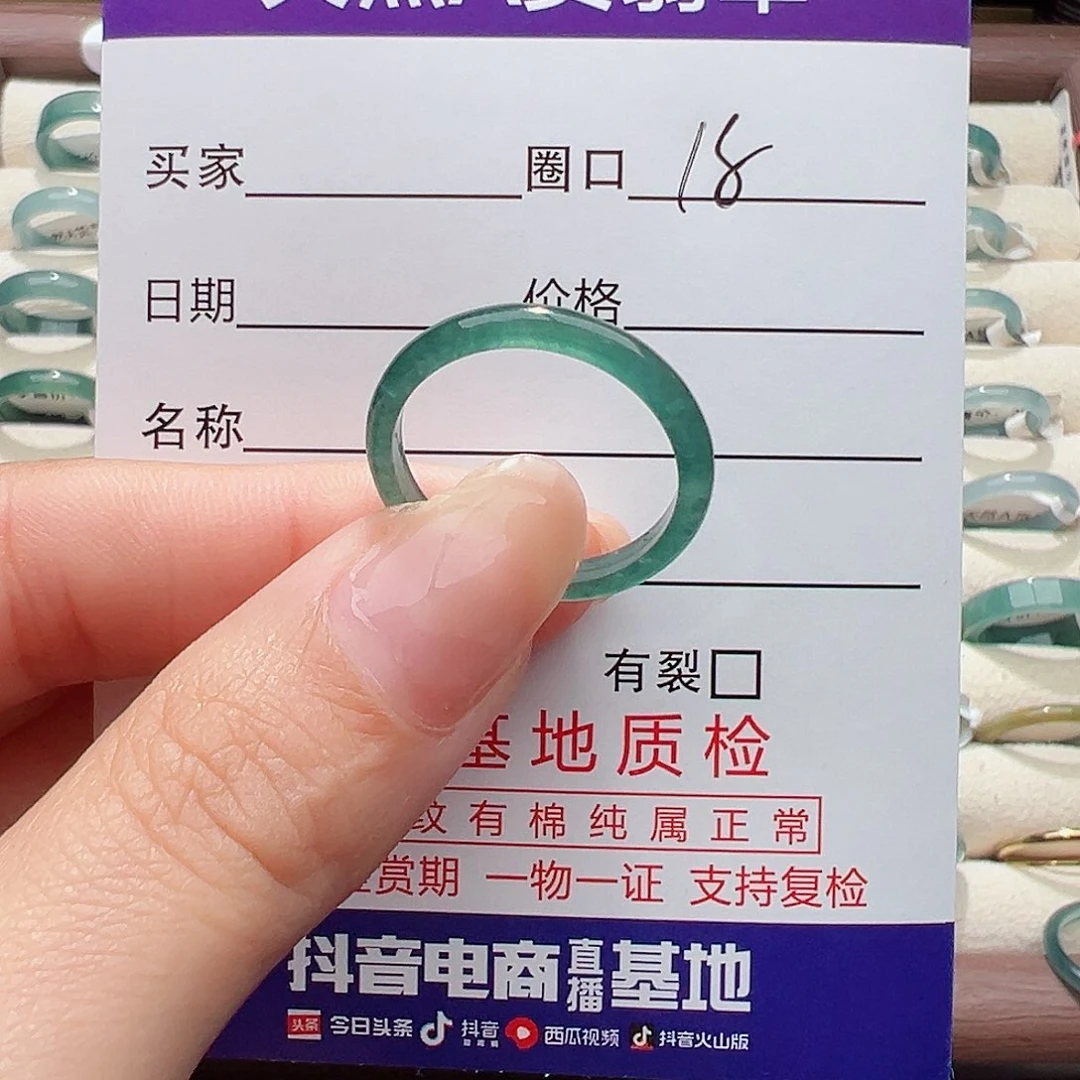 买家 圈口 18
日期 价格
名称
有裂
基地质检
纹有棉纯属正常
赏期 一物一证 支持复检
抖音电商直播基地
头条 今日头条 抖音 西瓜视频 抖音火山版